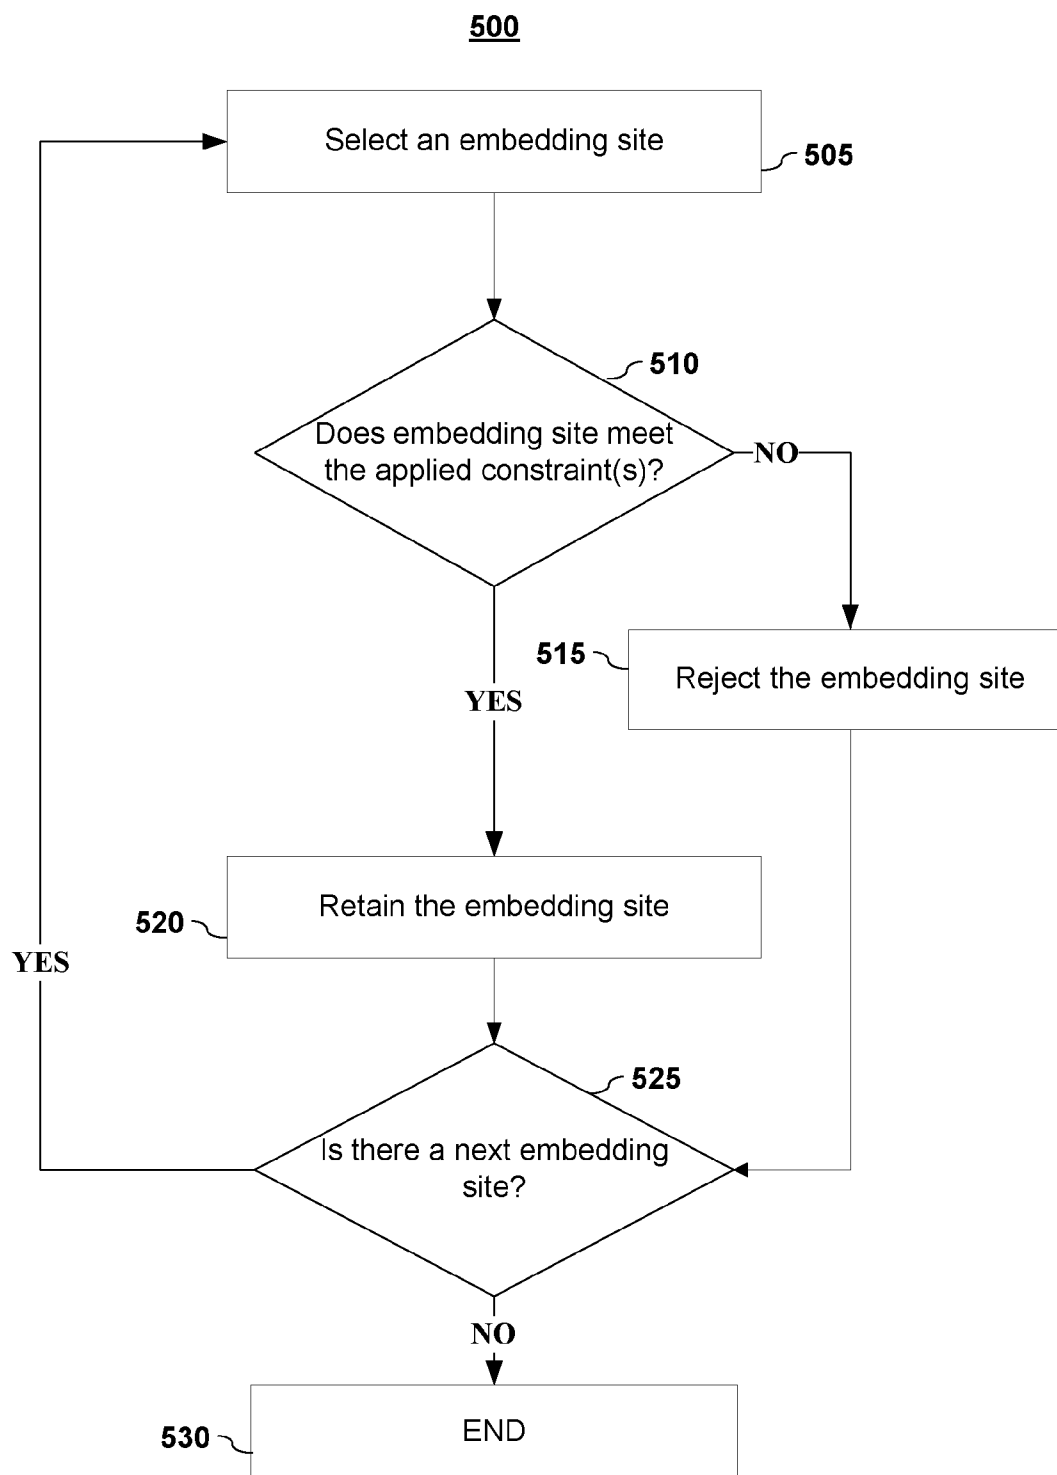 500
Select an embedding site
505
510
Does embedding site meet
the applied constraint(s)?
NO
515
Reject the embedding site
YES
Retain the embedding site
520
YES
525
Is there a next embedding
site?
NO
END
530